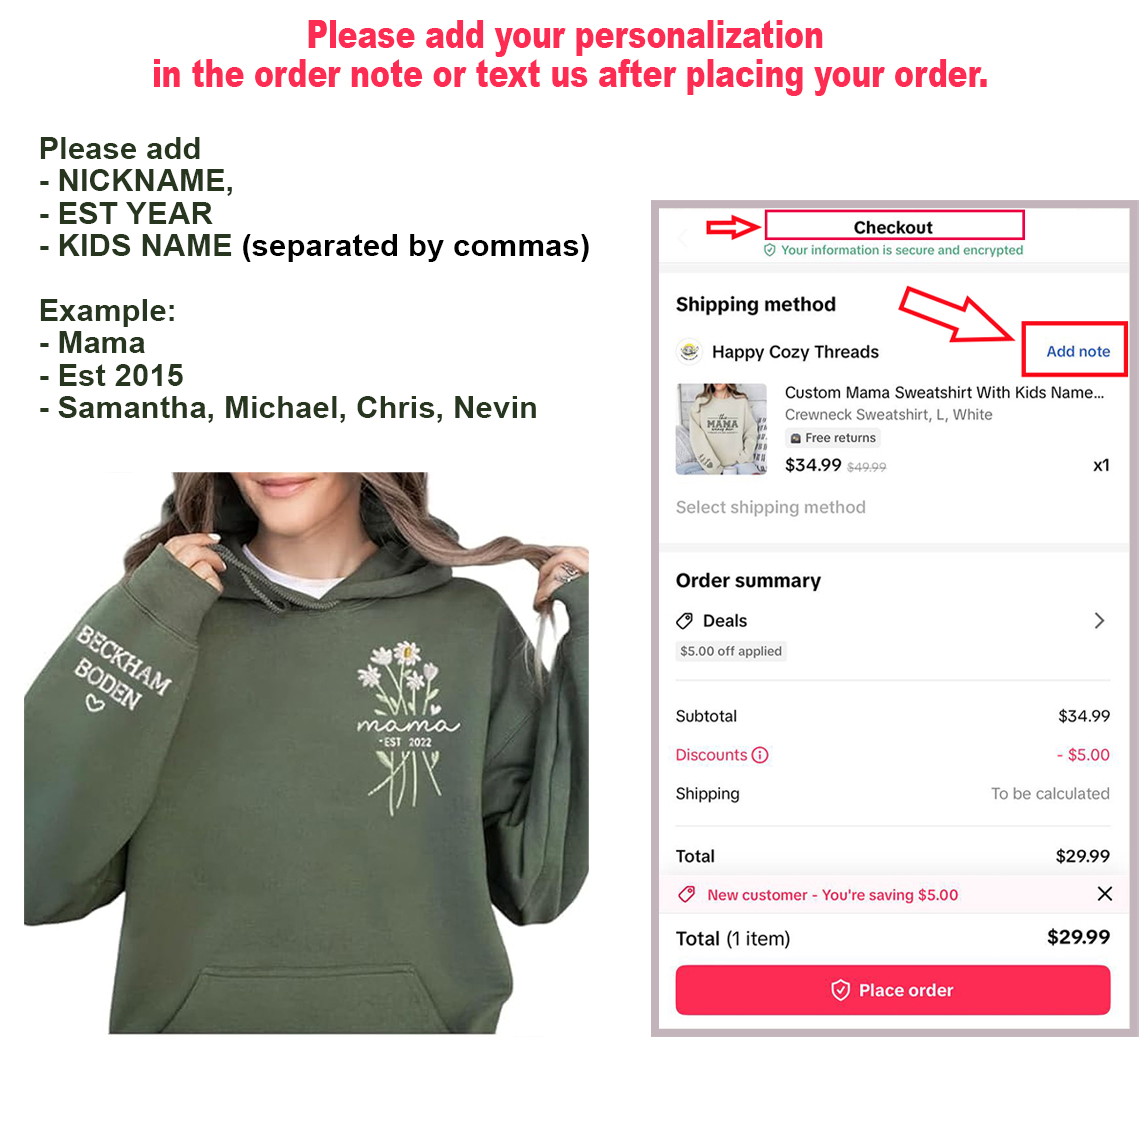 Please add your personalization
in the order note or text us after placing your order.
Please add
- NICKNAME,
- EST YEAR
- KIDS NAME (separated by commas)
Example:
- Mama
- Est 2015
- Samantha, Michael, Chris, Nevin
BECKHAM
BODEN
mama
-EST 2022
Checkout
Your information is secure and encrypted
Shipping method
Happy Cozy Threads
Add note
Custom Mama Sweatshirt With Kids Name...
Crewneck Sweatshirt, L, White
Free returns
$34.99 $49.99
x1
MAMA
Select shipping method
Order summary
Deals
$5.00 off applied
Subtotal $34.99
Discounts - $5.00
Shipping To be calculated
Total $29.99
New customer - You're saving $5.00
Total (1 item) $29.99
Place order